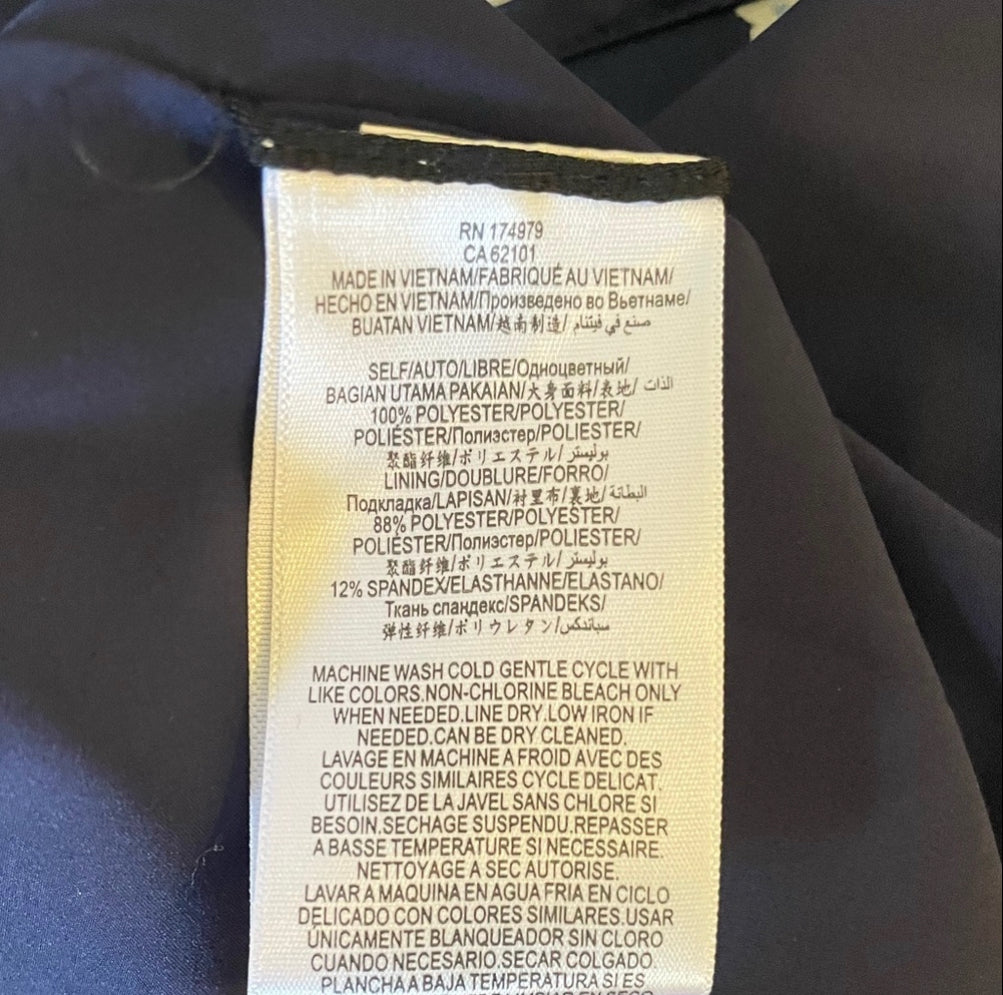 RN 174979
CA 62101
MADE IN VIETNAM/FABRIQUÉ AU VIETNAM/
HECHO EN VIETNAM/Произведено во Вьетнаме/
BUATAN VIETNAM/越南制造/ صنع في فيتنام
SELF/AUTO/LIBRE/Одноцветный/
BAGIAN UTAMA PAKAIAN/大身面料/表地/ الذات
100% POLYESTER/POLYESTER/
POLIÉSTER/Полиэстер/POLIESTER/
聚酯纤维/ポリエステル/ بوليستر
LINING/DOUBLURE/FORRO/
Подкладка/LAPISAN/衬里布/裏地/ البطانة
88% POLYESTER/POLYESTER/
POLIÉSTER/Полиэстер/POLIESTER/
聚酯纤维/ポリエステル/ بوليستر
12% SPANDEX/ELASTHANNE/ELASTANO/
Ткань спандекс/SPANDEKS/
弹性纤维/ポリウレタン/سباندكس
MACHINE WASH COLD GENTLE CYCLE WITH
LIKE COLORS.NON-CHLORINE BLEACH ONLY
WHEN NEEDED.LINE DRY.LOW IRON IF
NEEDED.CAN BE DRY CLEANED.
LAVAGE EN MACHINE A FROID AVEC DES
COULEURS SIMILAIRES CYCLE DELICAT.
UTILISEZ DE LA JAVEL SANS CHLORE SI
BESOIN.SECHAGE SUSPENDU.REPASSER
A BASSE TEMPERATURE SI NECESSAIRE.
NETTOYAGE A SEC AUTORISE.
LAVAR A MAQUINA EN AGUA FRIA EN CICLO
DELICADO CON COLORES SIMILARES.USAR
ÚNICAMENTE BLANQUEADOR SIN CLORO
CUANDO NECESARIO.SECAR COLGADO
PLANCHA A BAJA TEMPERATURA SI ES